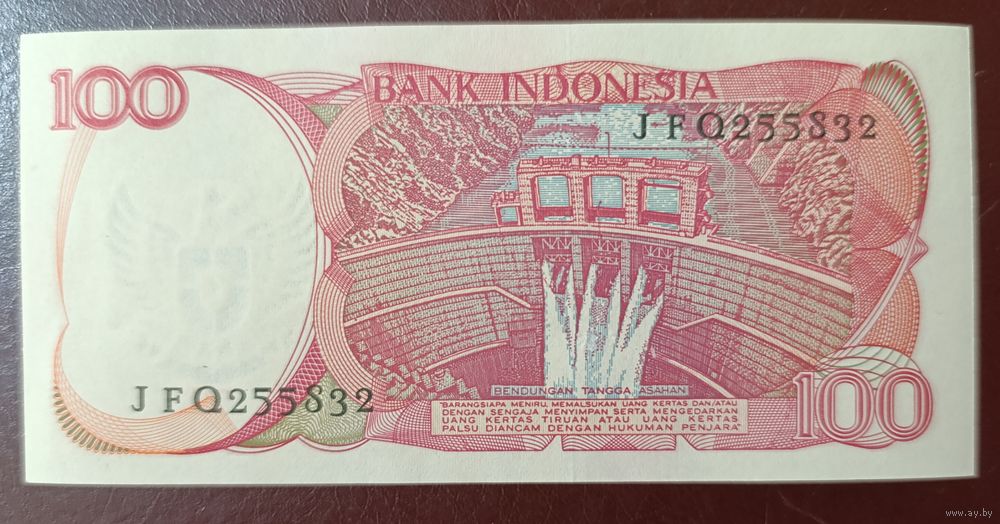 100
BANK INDONESIA
JFQ255832
JFQ255832
BENDUNGAN TANGGA ASAHAN
"BARANGSIAPA MENIRU, MEMALSUKAN UANG KERTAS DAN/ATAU
DENGAN SENGAJA MENYIMPAN SERTA MENGEDARKAN
UANG KERTAS TIRUAN ATAU UANG KERTAS
PALSU DIANCAM DENGAN HUKUMAN PENJARA"
100
www.ay.by